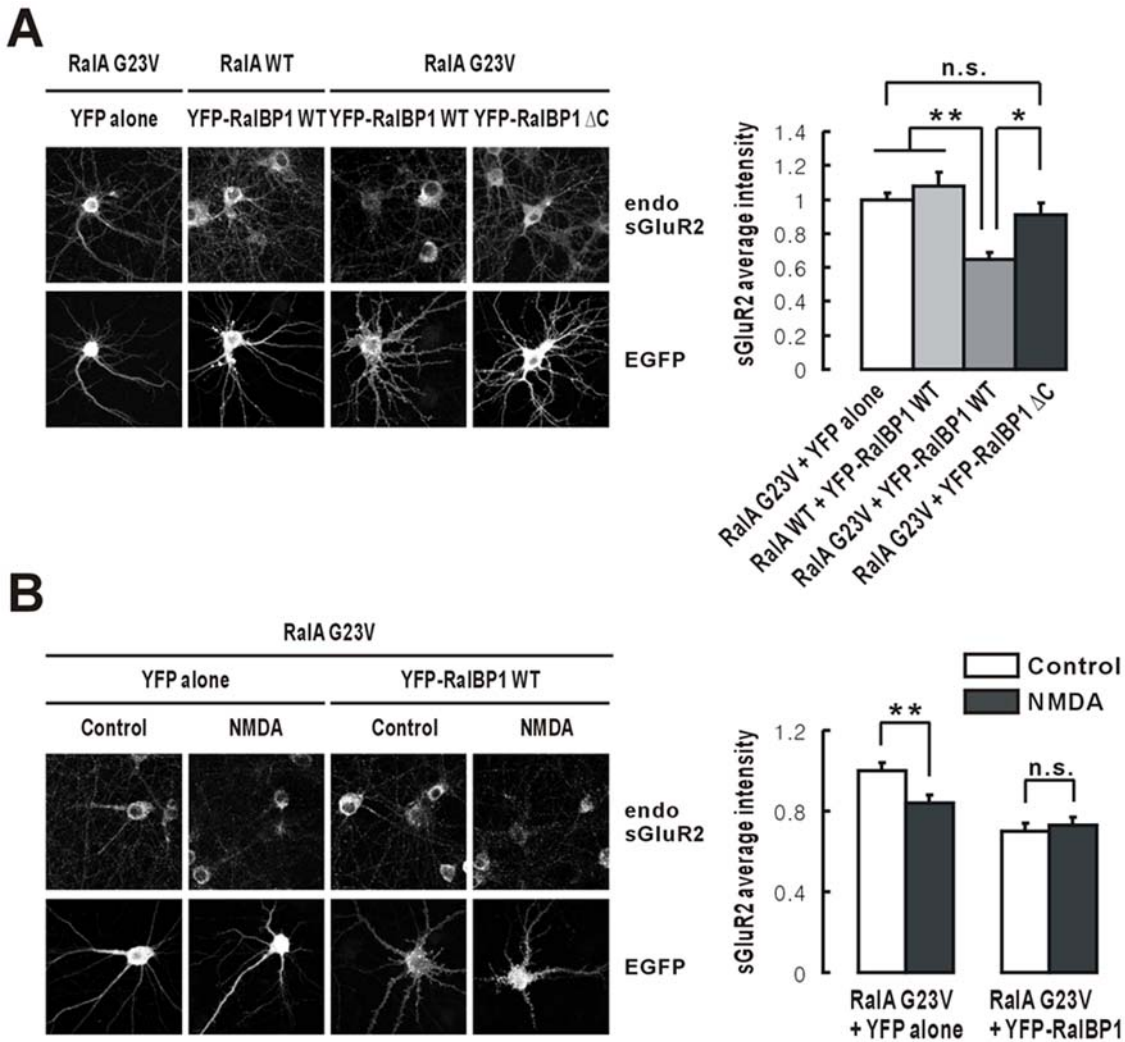 A
RalA G23V
RalA WT
RalA G23V
YFP alone
YFP-RalBP1 WT
YFP-RalBP1 WT
YFP-RalBP1 ΔC
endo
sGluR2
EGFP
n.s.
**
*
sGluR2 average intensity
1.4
1.2
1
0.8
0.6
0.4
0.2
0
RalA G23V + YFP alone
RalA WT + YFP-RalBP1 WT
RalA G23V + YFP-RalBP1 WT
RalA G23V + YFP-RalBP1 ΔC
B
RalA G23V
YFP alone
YFP-RalBP1 WT
Control
NMDA
Control
NMDA
endo
sGluR2
EGFP
Control
NMDA
**
n.s.
sGluR2 average intensity
1.2
0.8
0.4
0
RalA G23V
+ YFP alone
RalA G23V
+ YFP-RalBP1